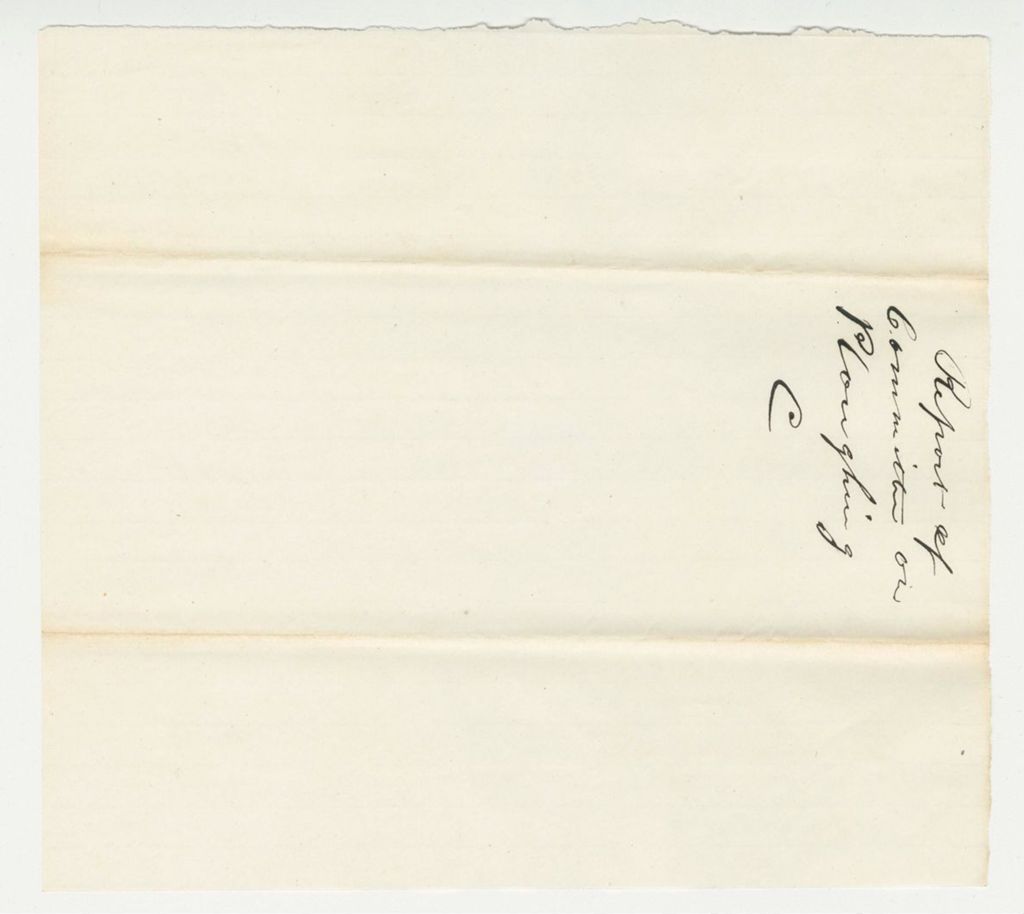 Report of
Committee on
Ploughing
C